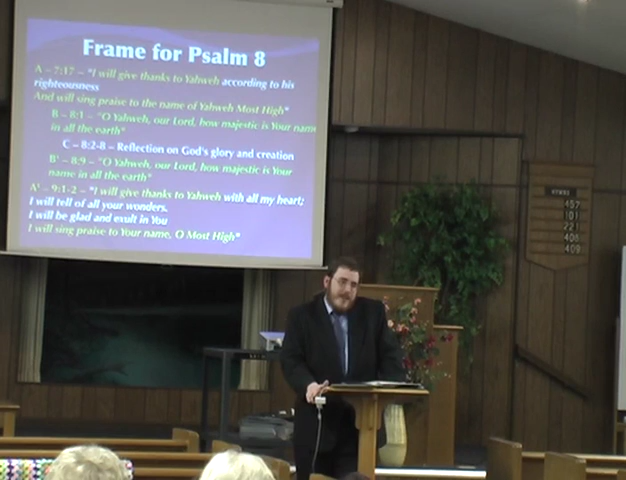 Frame for Psalm 8
A – 7:17 – "I will give thanks to Yahweh according to his
righteousness
And will sing praise to the name of Yahweh Most High"
B – 8:1 – "O Yahweh, our Lord, how majestic is Your name
in all the earth"
C – 8:2-8 – Reflection on God's glory and creation
B' – 8:9 – "O Yahweh, our Lord, how majestic is Your
name in all the earth"
A' – 9:1-2 – "I will give thanks to Yahweh with all my heart;
I will tell of all your wonders.
I will be glad and exult in You
I will sing praise to Your name, O Most High"
HYMNS
457
101
221
408
409